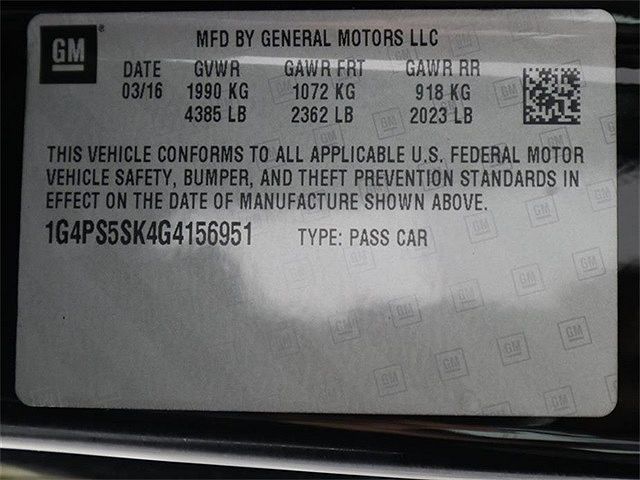 GM ®
MFD BY GENERAL MOTORS LLC
DATE GVWR GAWR FRT GAWR RR
03/16 1990 KG 1072 KG 918 KG
4385 LB 2362 LB 2023 LB
THIS VEHICLE CONFORMS TO ALL APPLICABLE U.S. FEDERAL MOTOR
VEHICLE SAFETY, BUMPER, AND THEFT PREVENTION STANDARDS IN
EFFECT ON THE DATE OF MANUFACTURE SHOWN ABOVE.
1G4PS5SK4G4156951 TYPE: PASS CAR